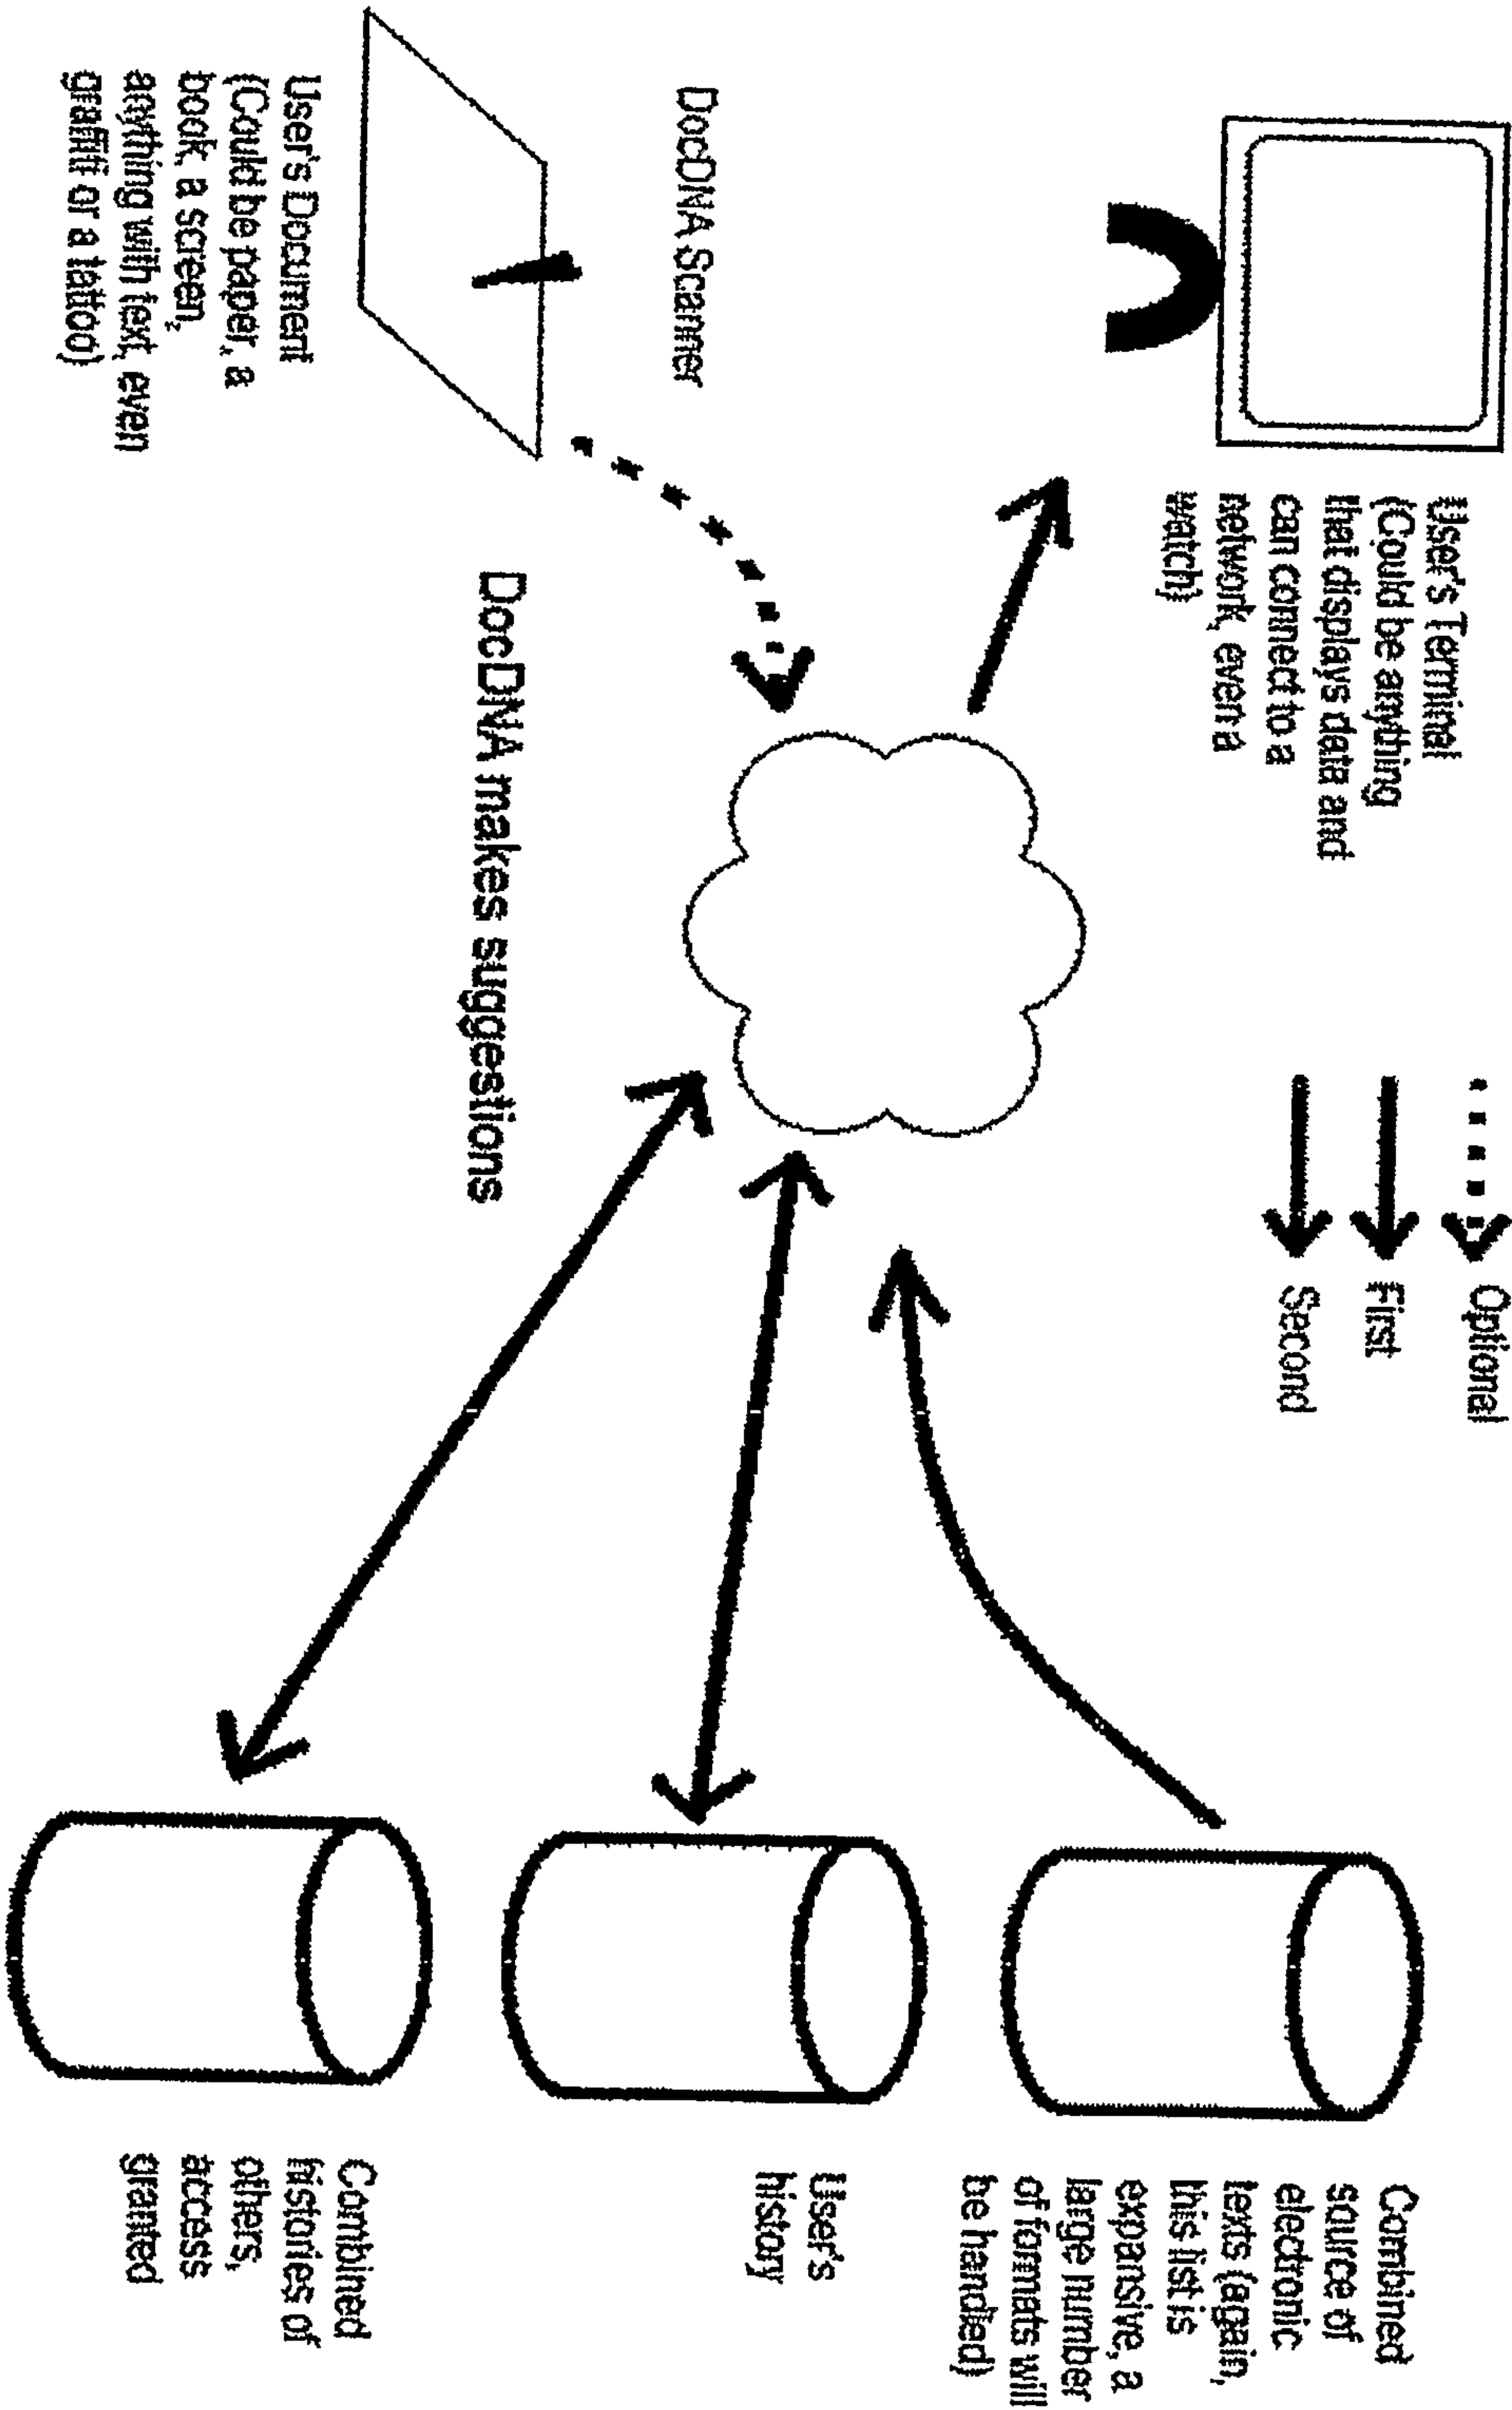 User's Terminal
(Could be anything
that displays data and
can connect to a
network, even a
watch)
Optional
First
Second
Combined
source of
electronic
texts (again,
this list is
expansive, a
large number
of formats will
be handled)
DocDNA Scanner
User's
history
User's Document
(Could be paper, a
book, a screen,
anything with text, even
graffiti or a tattoo)
DocDNA makes suggestions
Combined
histories of
others,
access
granted